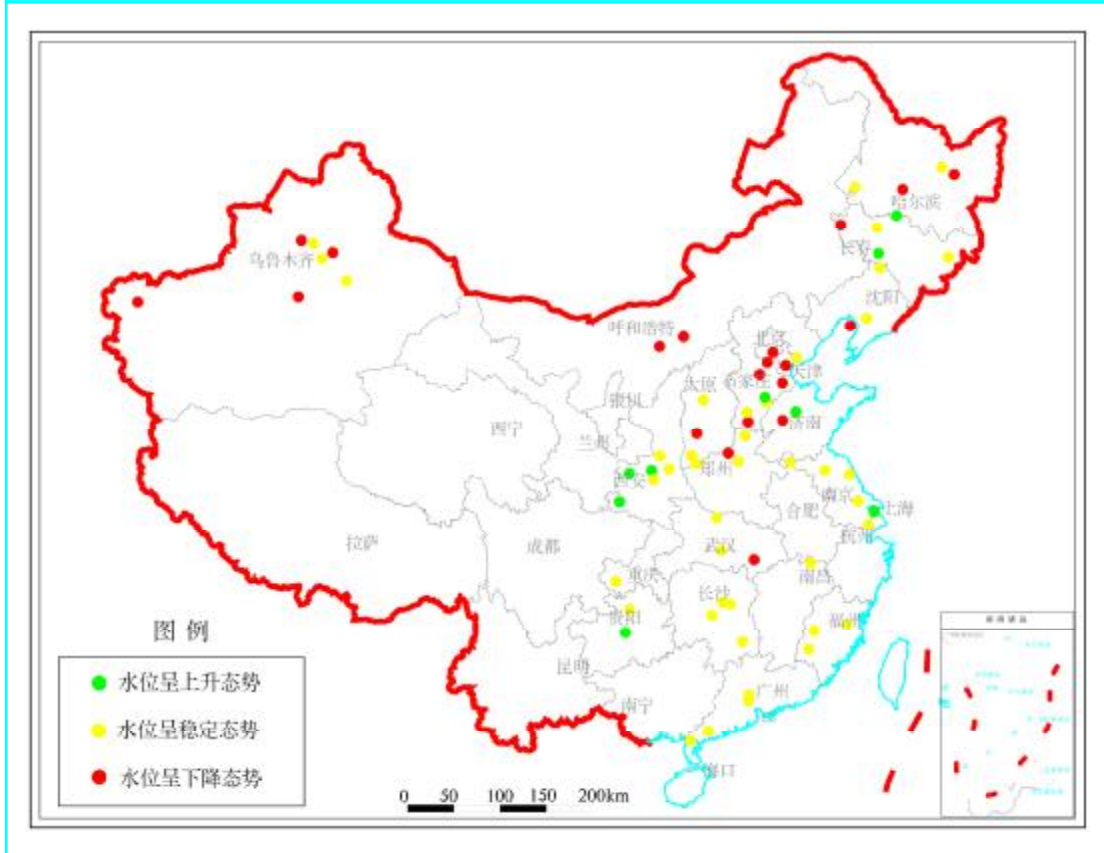 哈尔滨
长春
乌鲁木齐
沈阳
呼和浩特
北京
天津
太原
石家庄
银川
济南
西宁
兰州
西安
郑州
南京
合肥
上海
杭州
拉萨
成都
武汉
重庆
南昌
长沙
贵阳
福州
昆明
广州
南宁
海口
图 例
水位呈上升态势
水位呈稳定态势
水位呈下降态势
0 50 100 150 200km